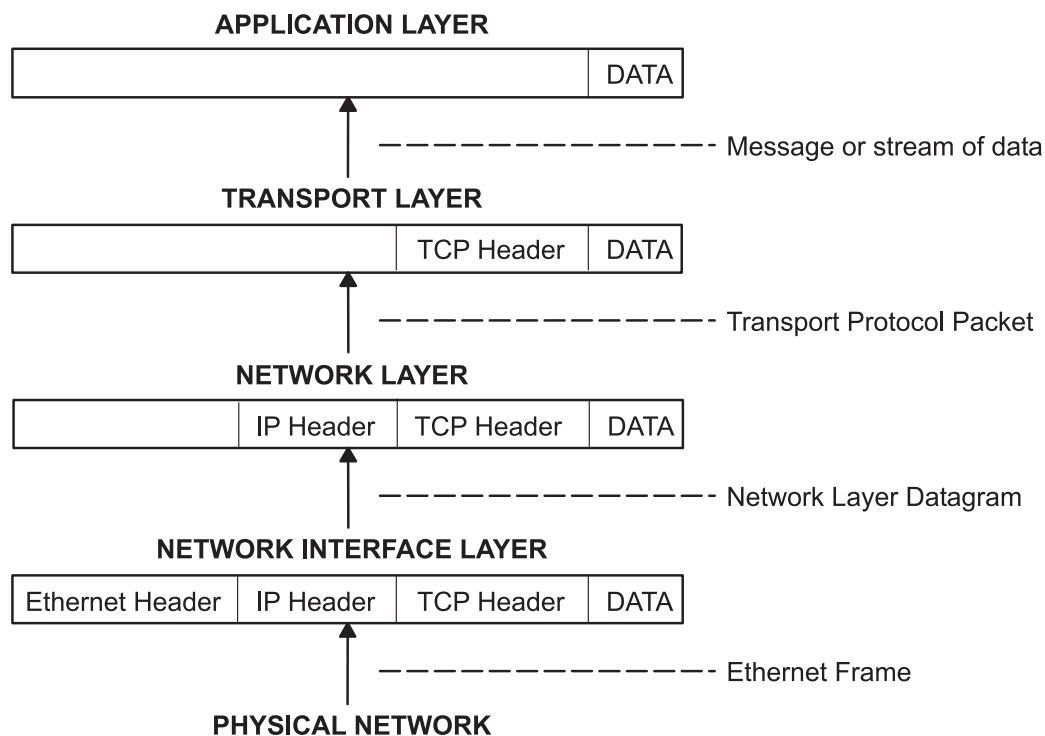 APPLICATION LAYER
DATA
Message or stream of data
TRANSPORT LAYER
TCP Header DATA
Transport Protocol Packet
NETWORK LAYER
IP Header TCP Header DATA
Network Layer Datagram
NETWORK INTERFACE LAYER
Ethernet Header IP Header TCP Header DATA
Ethernet Frame
PHYSICAL NETWORK